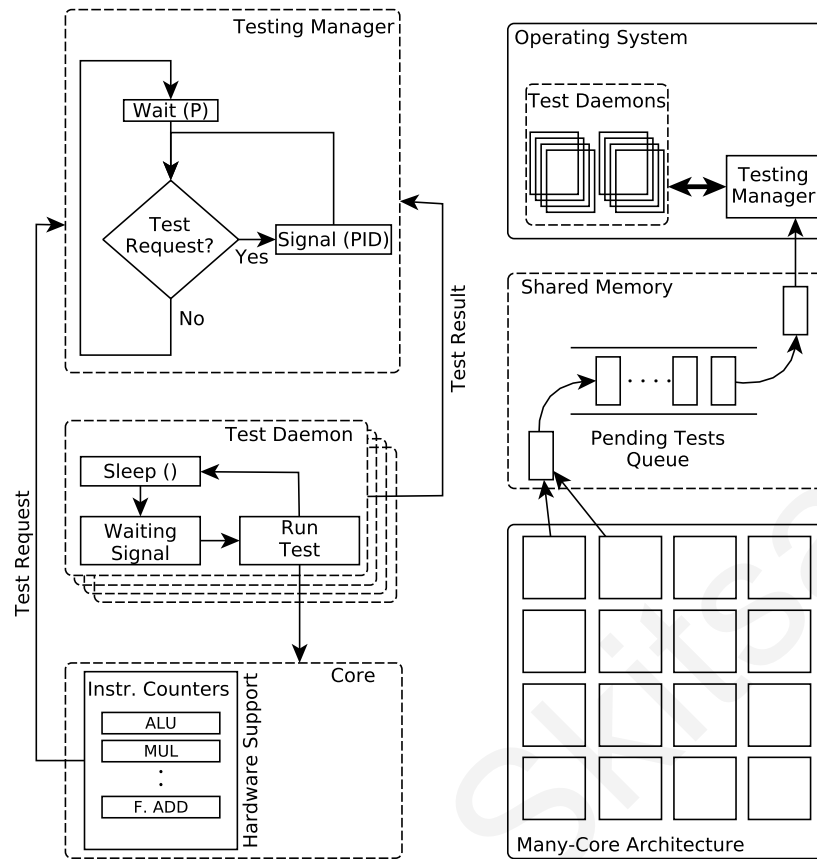 Testing Manager
Wait (P)
Test
Request?
Yes
Signal (PID)
No
Test Request
Test Result
Test Daemon
Sleep ()
Waiting
Signal
Run
Test
Core
Instr. Counters
ALU
MUL
F. ADD
Hardware Support
Operating System
Test Daemons
Testing
Manager
Shared Memory
Pending Tests
Queue
Many-Core Architecture